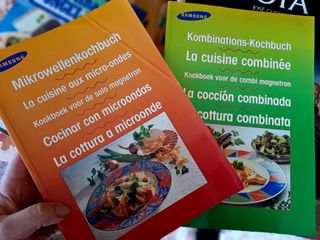 SAMSUNG
Mikrowellenkochbuch
La cuisine aux micro-ondes
Kookboek voor de solo magnetron
Cocinar con microondas
La cottura a microonde
SAMSUNG
Kombinations-Kochbuch
La cuisine combinée
Kookboek voor de combi magnetron
La cocción combinada
cottura combinata